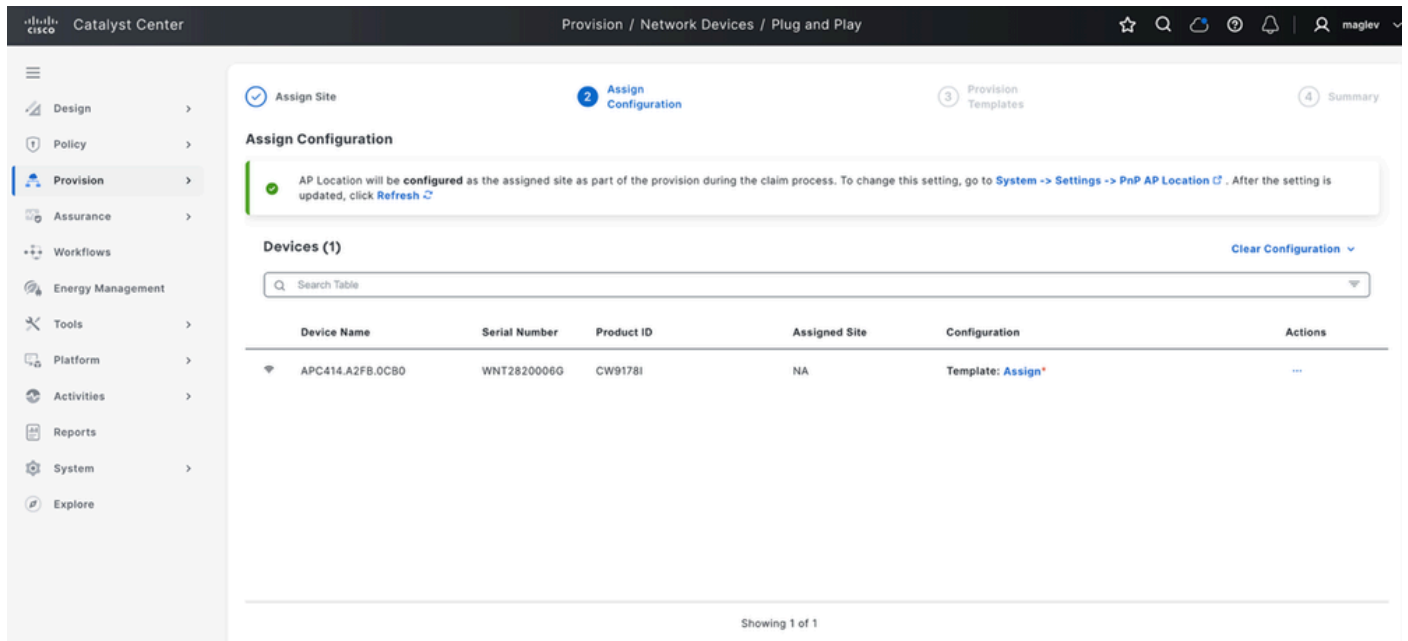 cisco Catalyst Center
Provision / Network Devices / Plug and Play
maglev
Design
Policy
Provision
Assurance
Workflows
Energy Management
Tools
Platform
Activities
Reports
System
Explore
Assign Site
2 Assign
Configuration
3 Provision
Templates
4 Summary
Assign Configuration
AP Location will be configured as the assigned site as part of the provision during the claim process. To change this setting, go to System -> Settings -> PnP AP Location . After the setting is
updated, click Refresh
Devices (1)
Clear Configuration
Search Table
Device Name Serial Number Product ID Assigned Site Configuration Actions
APC414.A2FB.0CB0 WNT2820006G CW9178I NA Template: Assign* ...
Showing 1 of 1